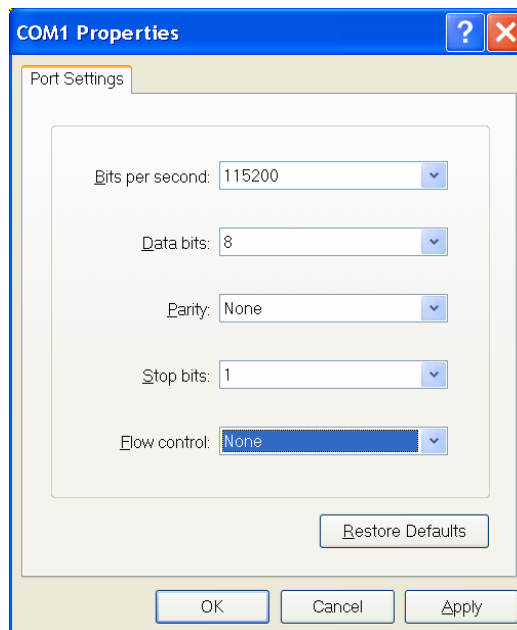 COM1 Properties
Port Settings
Bits per second: 115200
Data bits: 8
Parity: None
Stop bits: 1
Flow control: None
Restore Defaults
OK Cancel Apply